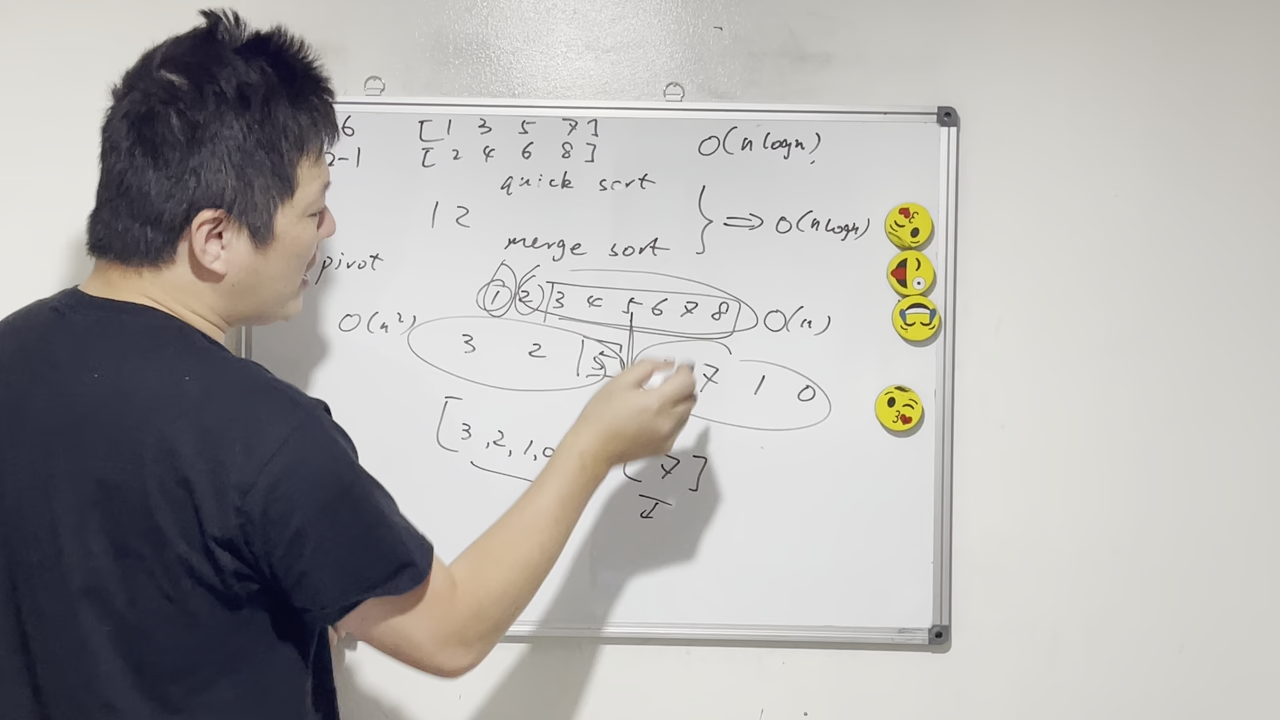 6 [ 1 3 5 7 ] O(n logn)
2-1 [ 2 4 6 8 ]
quick sort
1 2 } ⇒ O(n logn)
merge sort
pivot
1 2 3 4 5 6 7 8 O(n)
O(n²)
3 2 5 7 1 0
[ 3 , 2 , 1 , 0 [ 7 ]